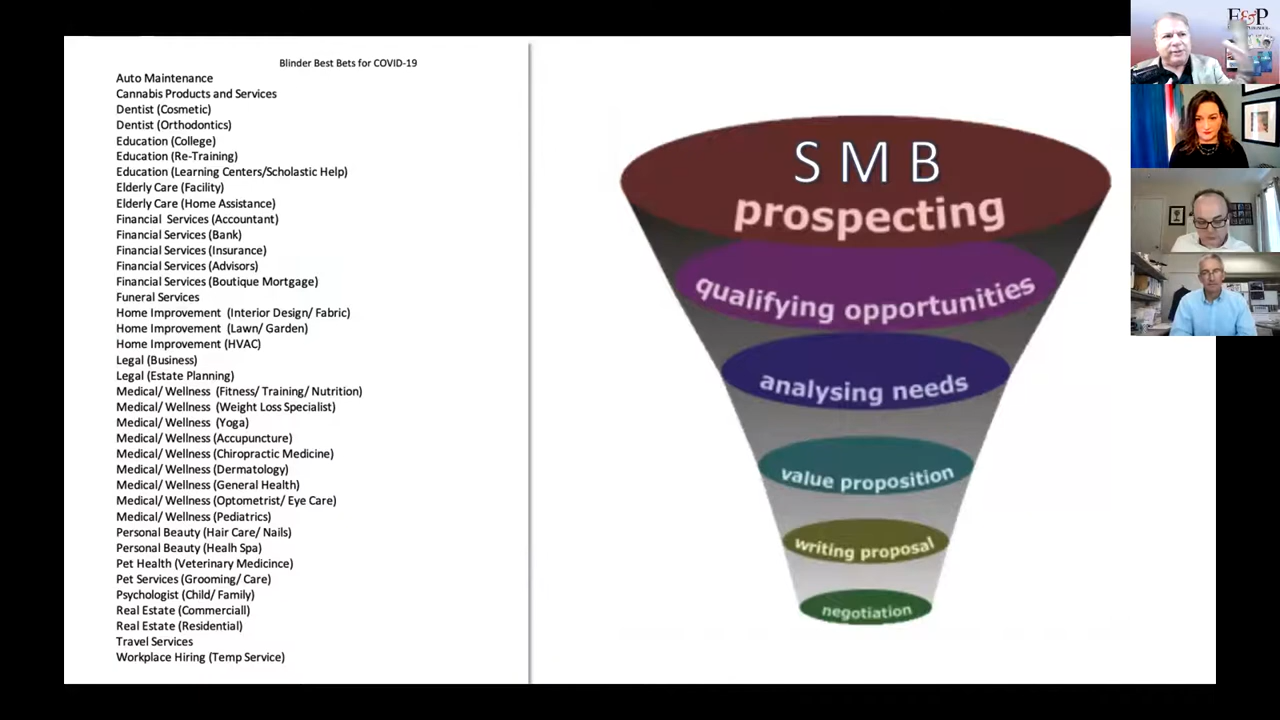 Blinder Best Bets for COVID-19
Auto Maintenance
Cannabis Products and Services
Dentist (Cosmetic)
Dentist (Orthodontics)
Education (College)
Education (Re-Training)
Education (Learning Centers/Scholastic Help)
Elderly Care (Facility)
Elderly Care (Home Assistance)
Financial  Services (Accountant)
Financial Services (Bank)
Financial Services (Insurance)
Financial Services (Advisors)
Financial Services (Boutique Mortgage)
Funeral Services
Home Improvement  (Interior Design/ Fabric)
Home Improvement  (Lawn/ Garden)
Home Improvement (HVAC)
Legal (Business)
Legal (Estate Planning)
Medical/ Wellness  (Fitness/ Training/ Nutrition)
Medical/ Wellness  (Weight Loss Specialist)
Medical/ Wellness  (Yoga)
Medical/ Wellness (Accupuncture)
Medical/ Wellness (Chiropractic Medicine)
Medical/ Wellness (Dermatology)
Medical/ Wellness (General Health)
Medical/ Wellness (Optometrist/ Eye Care)
Medical/ Wellness (Pediatrics)
Personal Beauty (Hair Care/ Nails)
Personal Beauty (Healh Spa)
Pet Health (Veterinary Medicince)
Pet Services (Grooming/ Care)
Psychologist (Child/ Family)
Real Estate (Commerciall)
Real Estate (Residential)
Travel Services
Workplace Hiring (Temp Service)
S M B
prospecting
qualifying opportunities
analysing needs
value proposition
writing proposal
negotiation
E&P